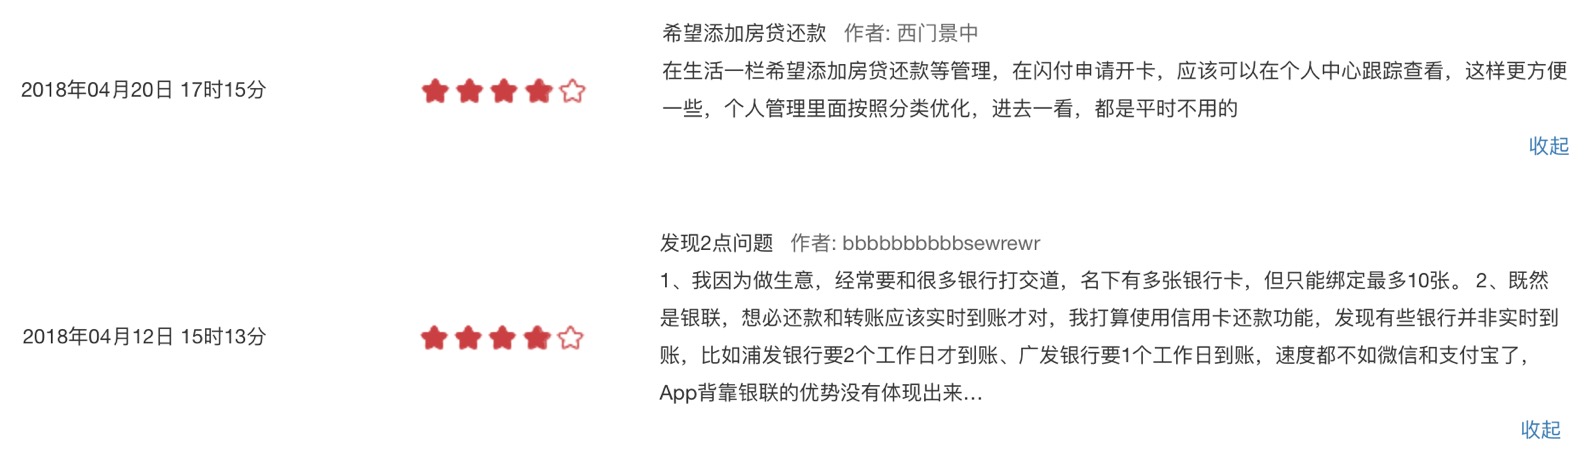 希望添加房贷还款 作者: 西门景中
2018年04月20日 17时15分
在生活一栏希望添加房贷还款等管理，在闪付申请开卡，应该可以在个人中心跟踪查看，这样更方便
一些，个人管理里面按照分类优化，进去一看，都是平时不用的
收起
发现2点问题 作者: bbbbbbbbbbsewrewr
2018年04月12日 15时13分
1、我因为做生意，经常要和很多银行打交道，名下有多张银行卡，但只能绑定最多10张。 2、既然
是银联，想必还款和转账应该实时到账才对，我打算使用信用卡还款功能，发现有些银行并非实时到
账，比如浦发银行要2个工作日才到账、广发银行要1个工作日到账，速度都不如微信和支付宝了，
App背靠银联的优势没有体现出来…
收起